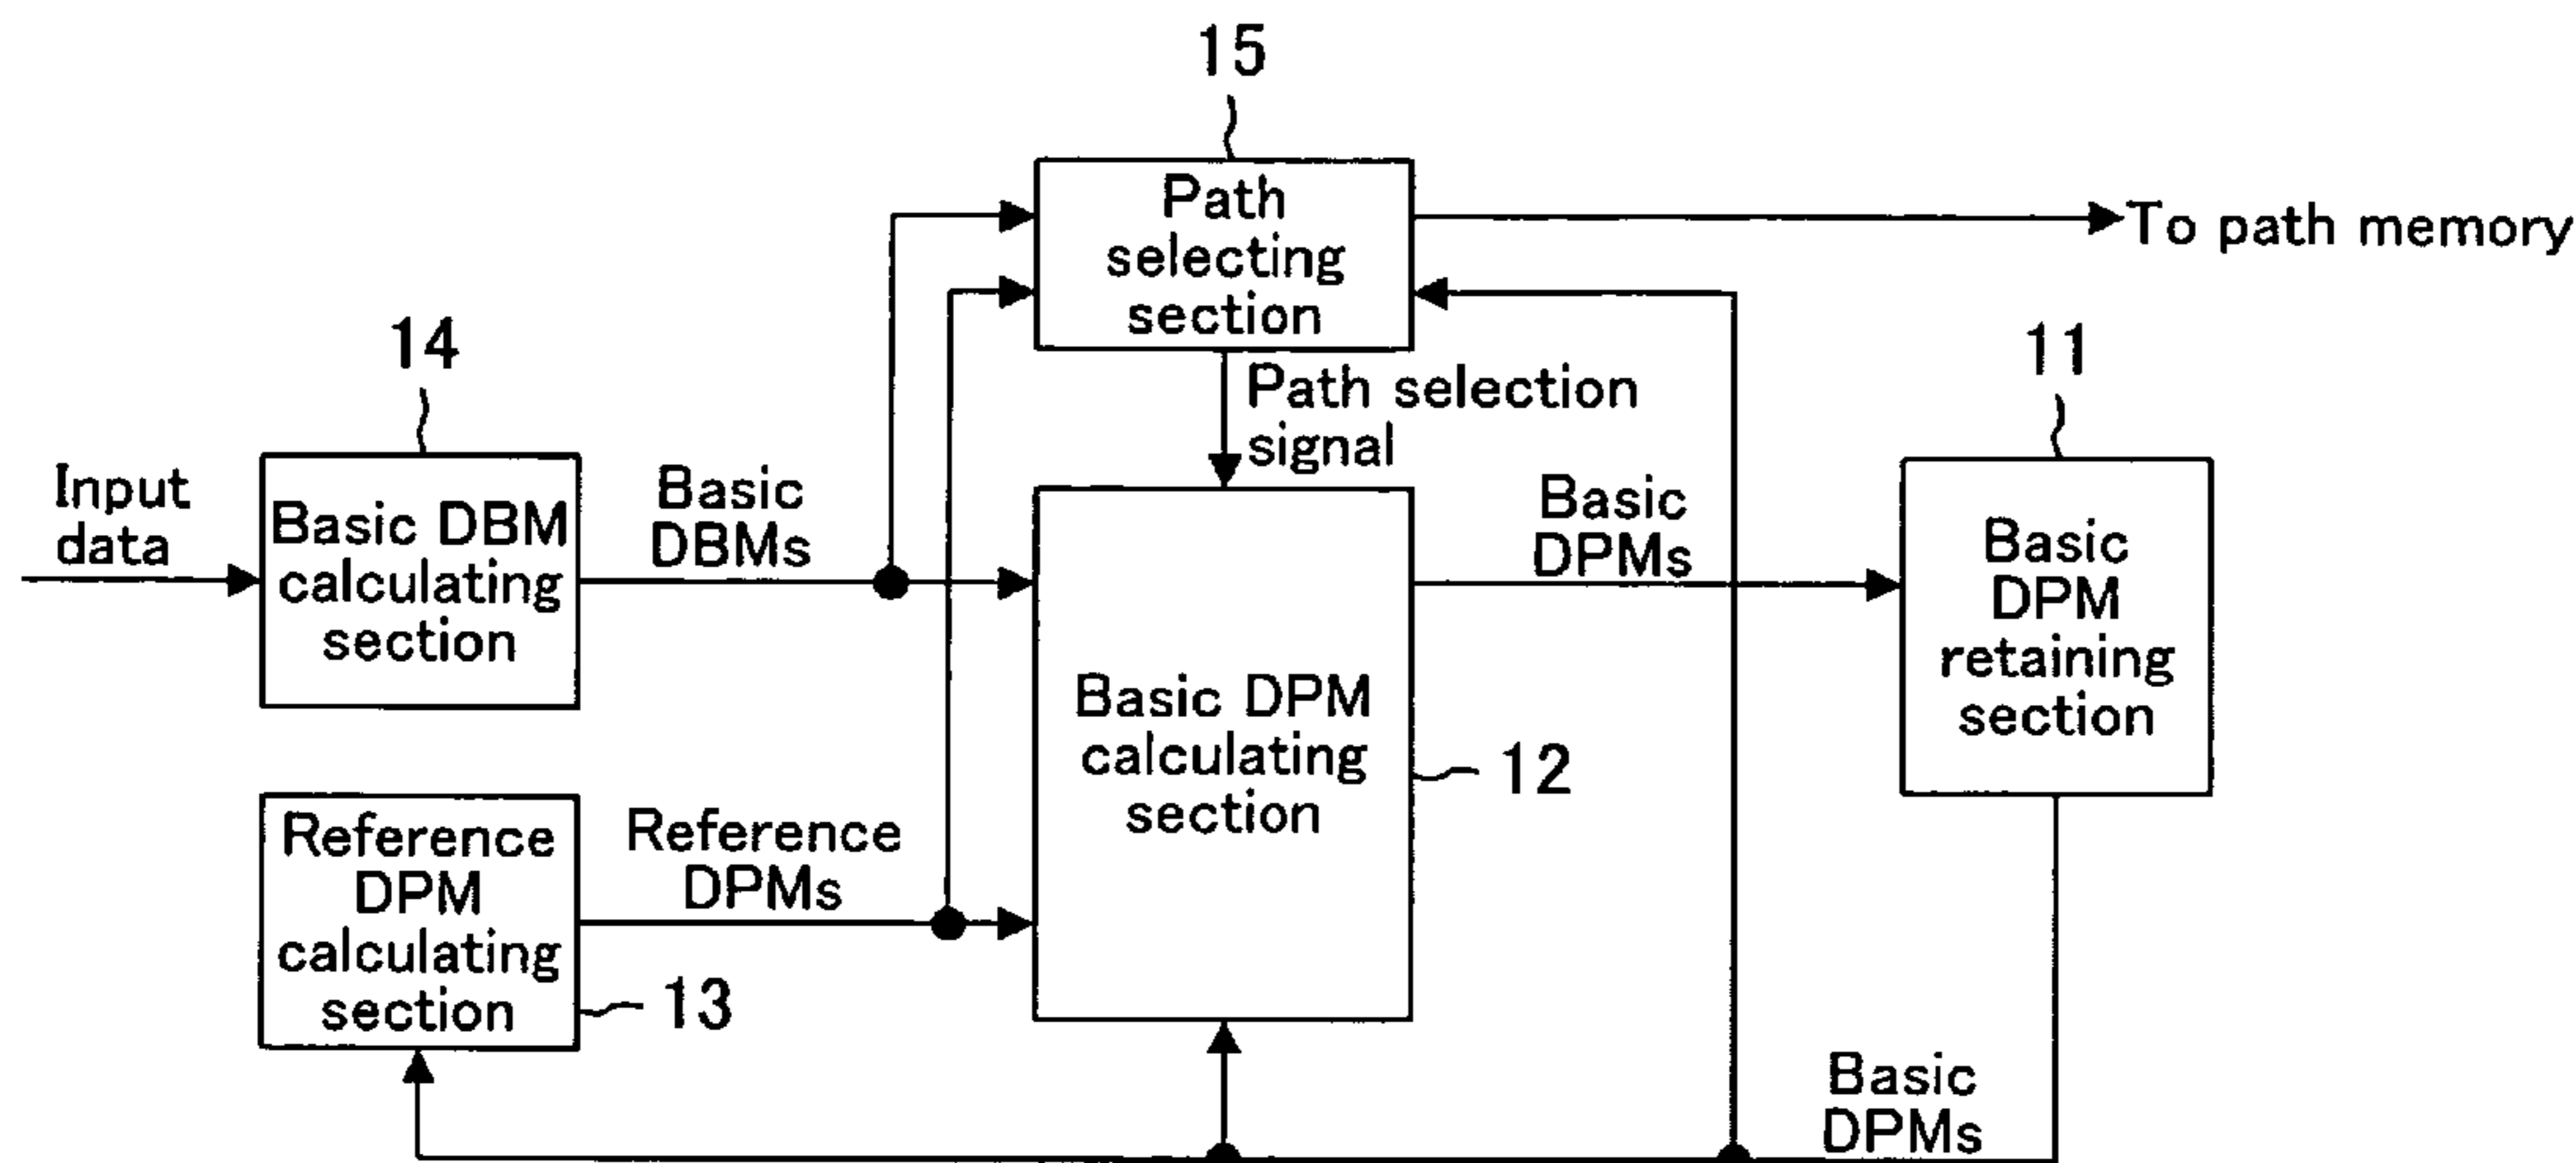 15
Path
selecting
section
To path memory
14
Path selection
signal
11
Input
data
Basic DBM
calculating
section
Basic
DBMs
Basic
DPMs
Basic
DPM
retaining
section
Basic DPM
calculating
section
12
Reference
DPM
calculating
section
13
Reference
DPMs
Basic
DPMs